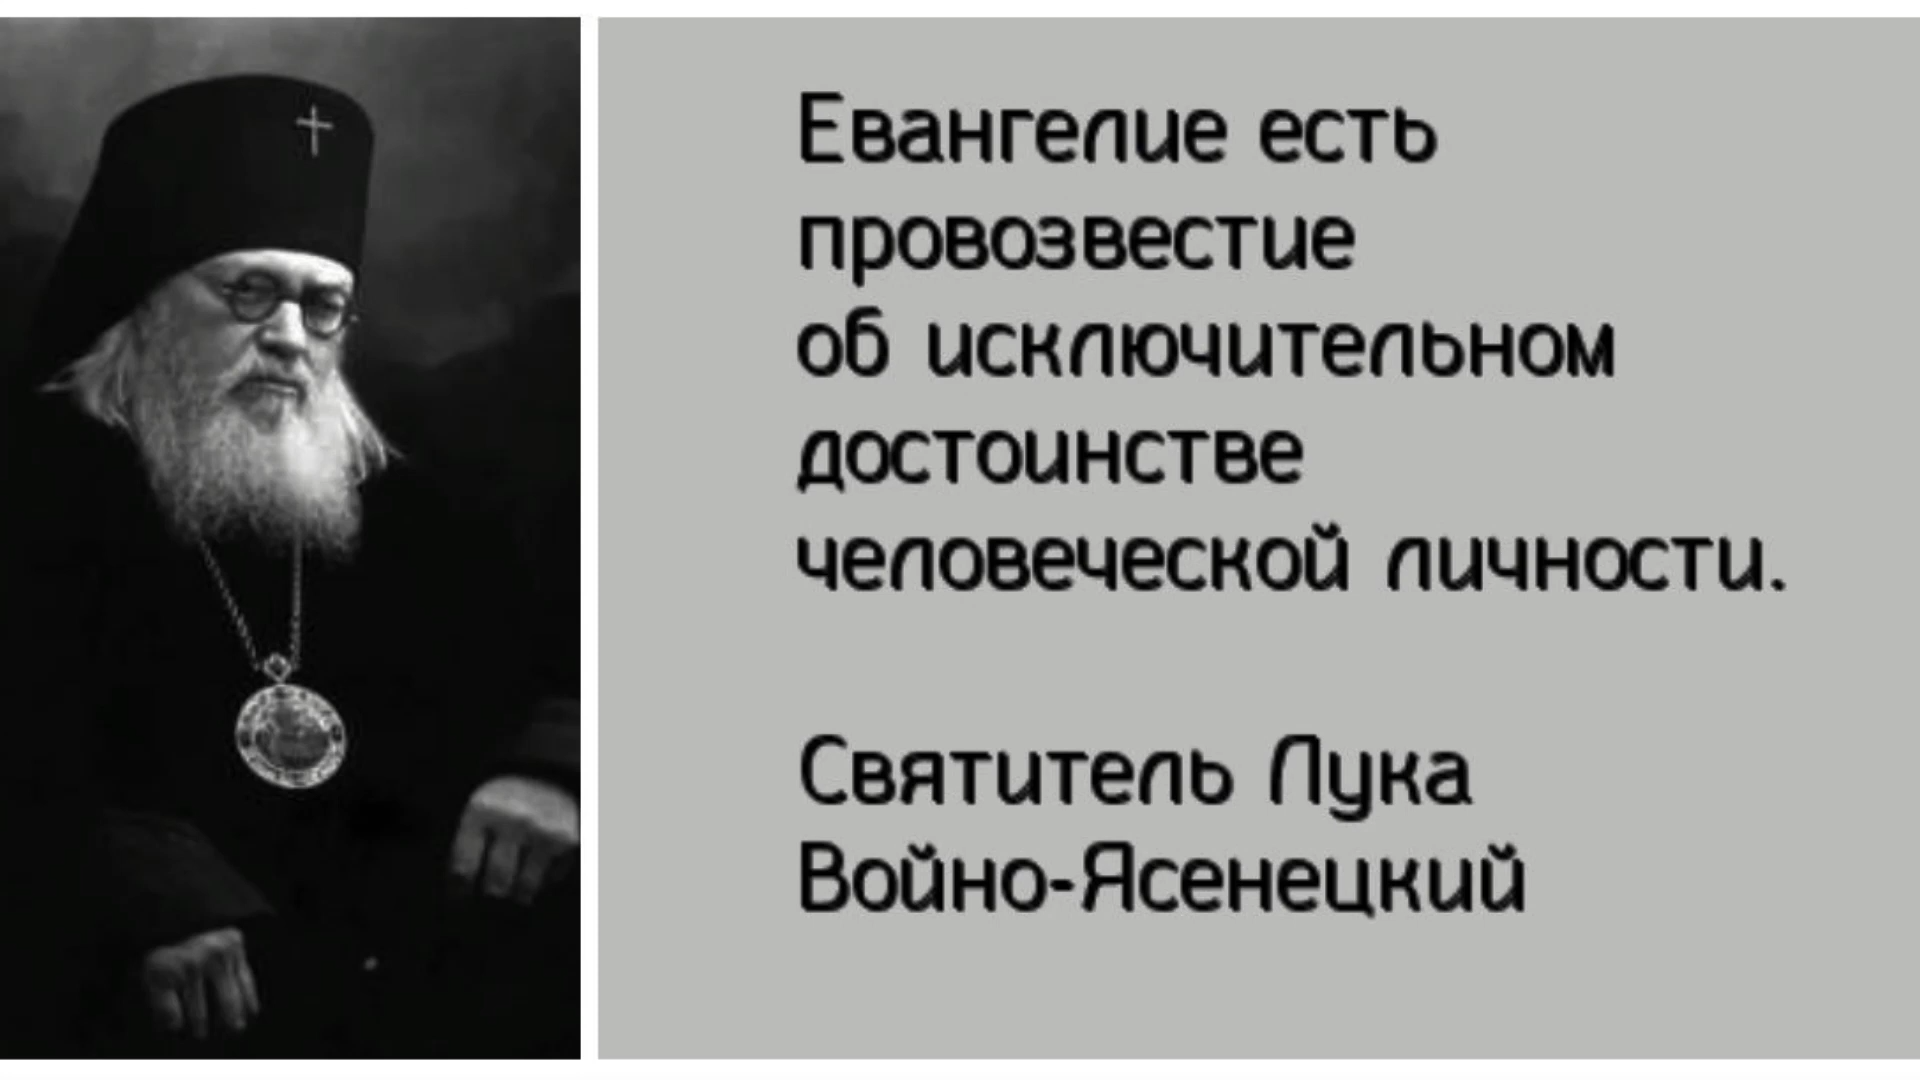 Евангелие есть
провозвестие
об исключительном
достоинстве
человеческой личности.
Святитель Лука
Войно-Ясенецкий